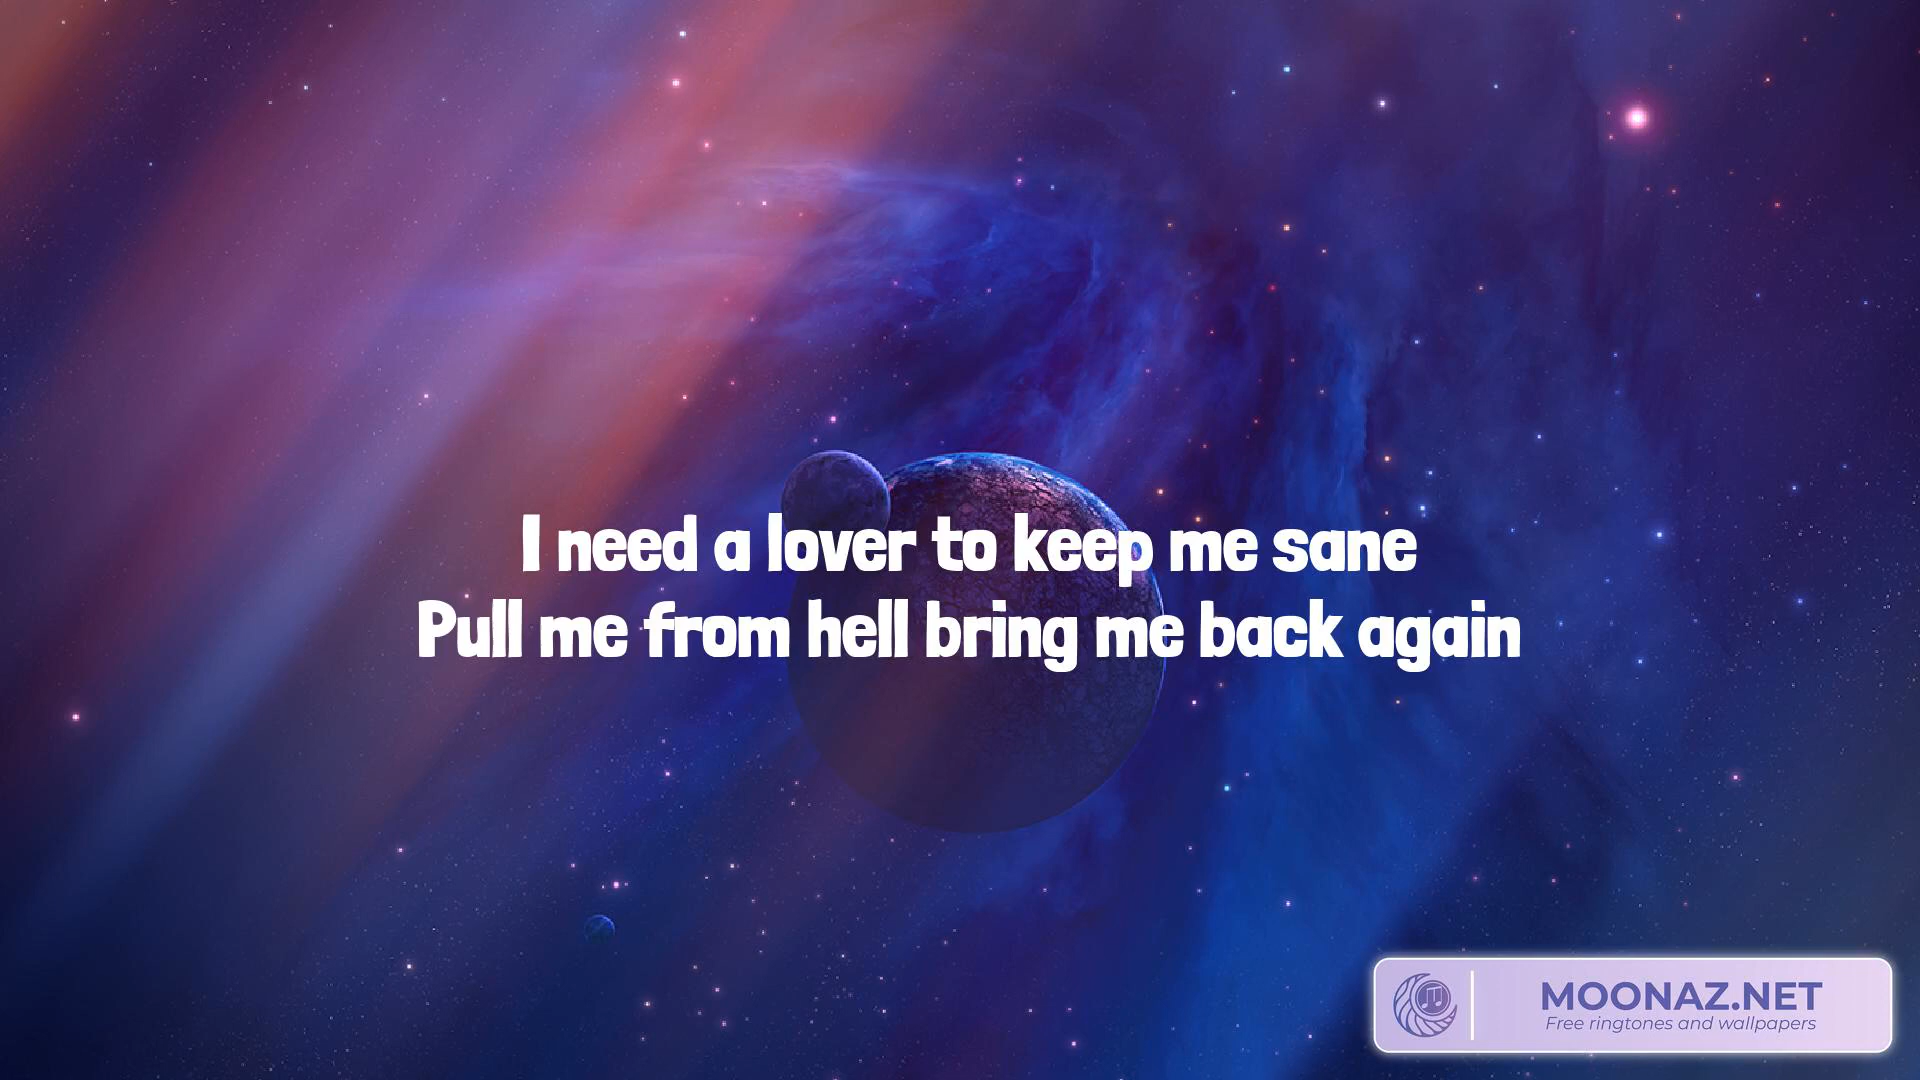 I need a lover to keep me sane
Pull me from hell bring me back again
MOONAZ.NET
Free ringtones and wallpapers